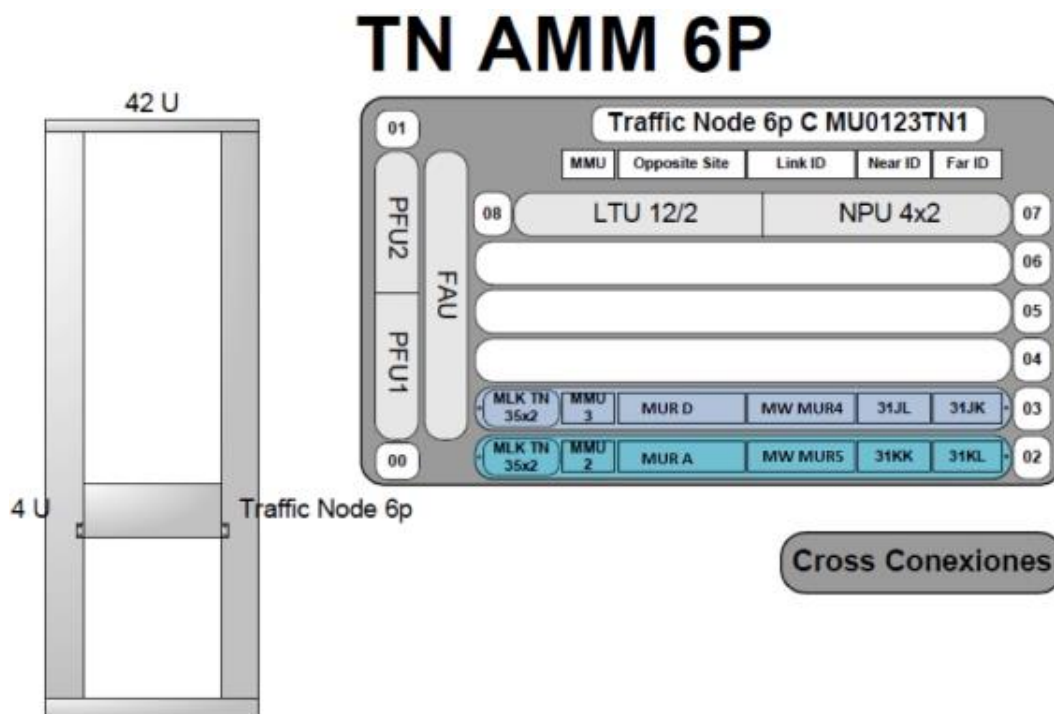 TN AMM 6P
42 U
4 U
Traffic Node 6p
01
Traffic Node 6p C MU0123TN1
MMU Opposite Site Link ID Near ID Far ID
PFU2
PFU1
FAU
08 LTU 12/2 NPU 4x2 07
06
05
04
MLK TN 35x2 MMU 3 MUR D MW MUR4 31JL 31JK 03
00
MLK TN 35x2 MMU 2 MUR A MW MUR5 31KK 31KL 02
Cross Conexiones